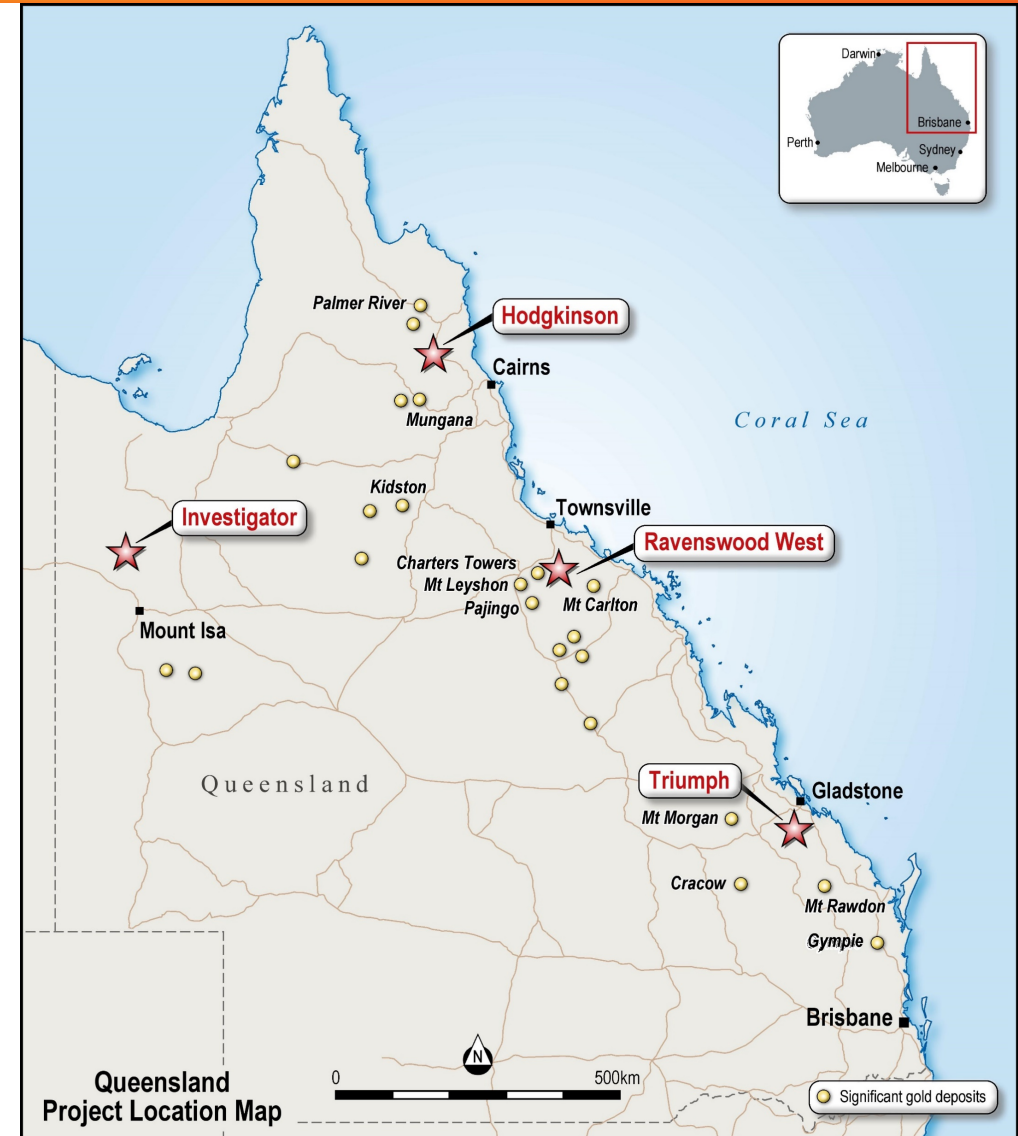 Darwin
Brisbane
Perth
Sydney
Melbourne
Palmer River
Hodgkinson
Cairns
Mungana
Coral Sea
Kidston
Investigator
Townsville
Ravenswood West
Charters Towers
Mt Leyshon
Pajingo
Mt Carlton
Mount Isa
Queensland
Triumph
Gladstone
Mt Morgan
Cracow
Mt Rawdon
Gympie
Brisbane
N
Queensland
Project Location Map
0
500km
Significant gold deposits